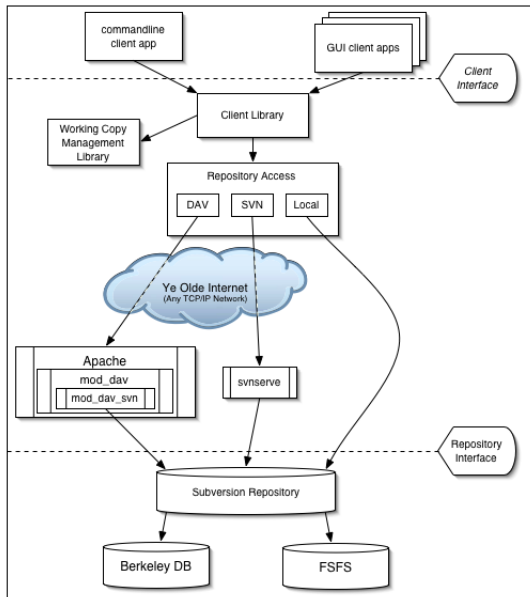 commandline
client app
GUI client apps
Client
Interface
Client Library
Working Copy
Management
Library
Repository Access
DAV
SVN
Local
Ye Olde Internet
(Any TCP/IP Network)
Apache
mod_dav
mod_dav_svn
svnserve
Repository
Interface
Subversion Repository
Berkeley DB
FSFS